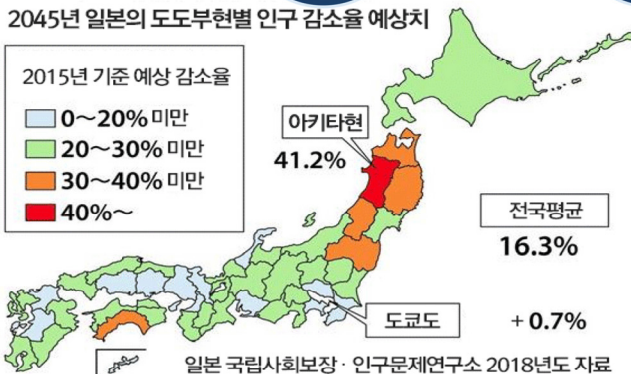 2045년 일본의 도도부현별 인구 감소율 예상치
2015년 기준 예상 감소율
0～20% 미만
20～30% 미만
30～40% 미만
40%～
아키타현
41.2%
전국평균
16.3%
도쿄도
+0.7%
일본 국립사회보장·인구문제연구소 2018년도 자료